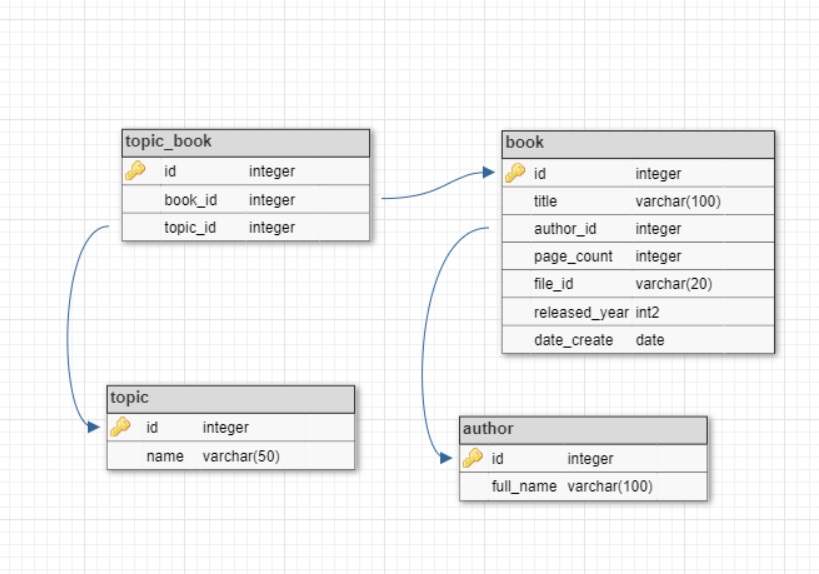 topic_book
id integer
book_id integer
topic_id integer
book
id integer
title varchar(100)
author_id integer
page_count integer
file_id varchar(20)
released_year int2
date_create date
topic
id integer
name varchar(50)
author
id integer
full_name varchar(100)